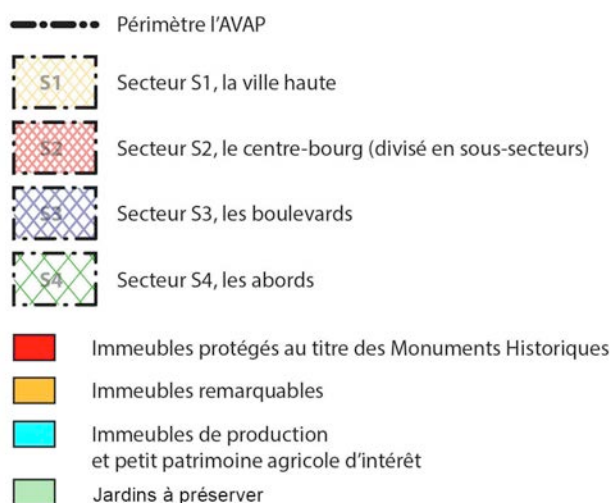 Périmètre l'AVAP
S1 Secteur S1, la ville haute
S2 Secteur S2, le centre-bourg (divisé en sous-secteurs)
S3 Secteur S3, les boulevards
S4 Secteur S4, les abords
Immeubles protégés au titre des Monuments Historiques
Immeubles remarquables
Immeubles de production
et petit patrimoine agricole d'intérêt
Jardins à préserver